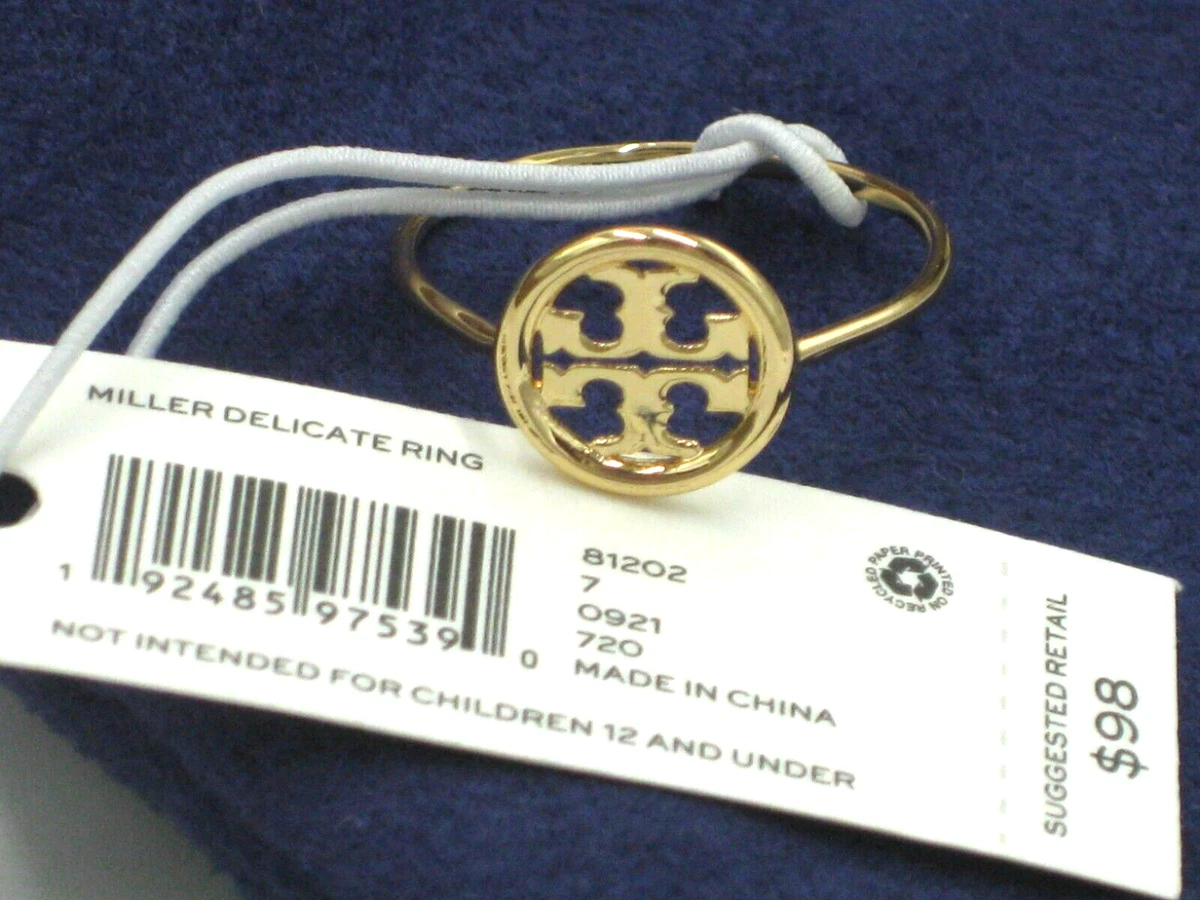 MILLER DELICATE RING
1 92485 97539 0
NOT INTENDED FOR CHILDREN 12 AND UNDER
81202
7
0921
720
MADE IN CHINA
PAPER PRINTED ON RECYCLED
SUGGESTED RETAIL
$98